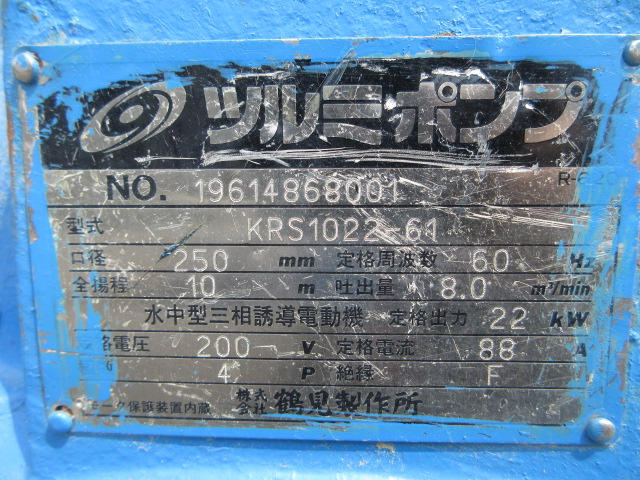 ツルミポンプ
NO. 19614868001
型式 KRS1022-61
口径 250 mm 定格周波数 60 Hz
全揚程 10 m 吐出量 8.0 m³/min
水中型三相誘導電動機 定格出力 22 kW
格電圧 200 V 定格電流 88 A
4 P 絶縁 F
モーク保護装置内蔵 株式会社 鶴見製作所